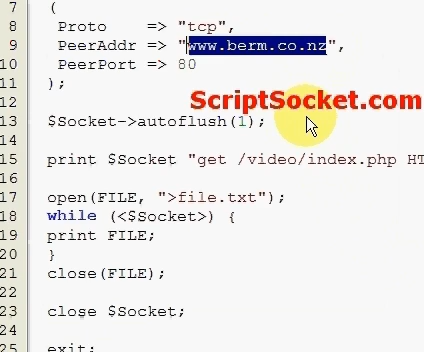 7 (
8 Proto => "tcp",
9 PeerAddr => "www.berm.co.nz",
10 PeerPort => 80
11 );
ScriptSocket.com
12
13 $Socket->autoflush(1);
14
15 print $Socket "get /video/index.php HT
16
17 open(FILE, ">file.txt");
18 while (<$Socket>) {
19 print FILE;
20 }
21 close(FILE);
22
23 close $Socket;
24
25 exit;